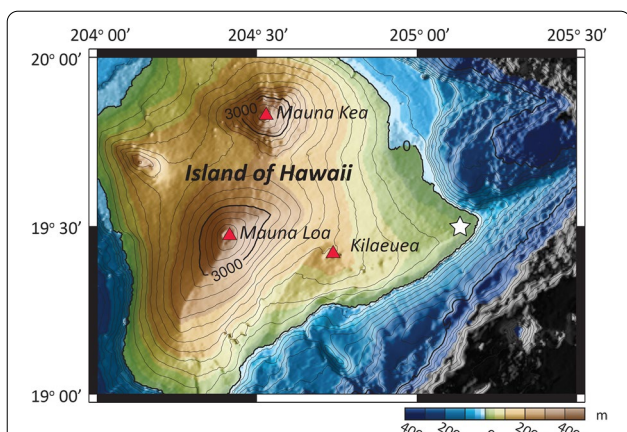 204° 00’ 204° 30’ 205° 00’ 205° 30’
20° 00’
3000
Mauna Kea
0
Island of Hawaii
19° 30’
Mauna Loa
Kilaeuea
3000
19° 00’
m